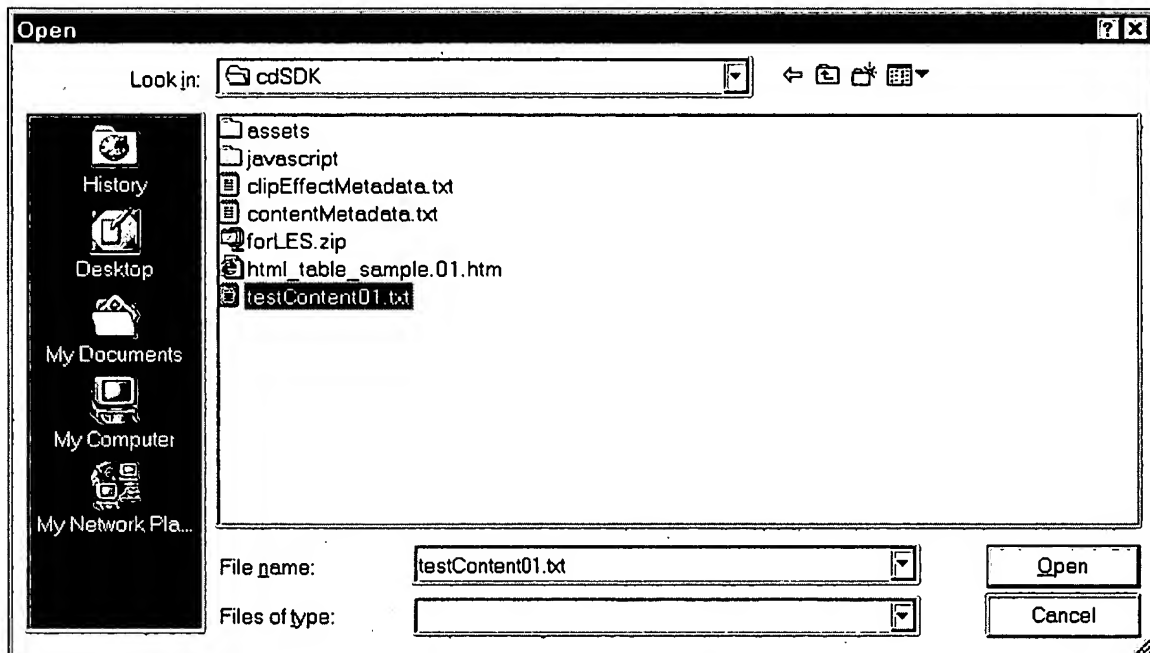 Open
Look in: cdSDK
assets
javascript
clipEffectMetadata.txt
contentMetadata.txt
forLES.zip
html_table_sample.01.htm
testContent01.txt
History
Desktop
My Documents
My Computer
My Network Pla...
File name: testContent01.txt
Open
Files of type:
Cancel